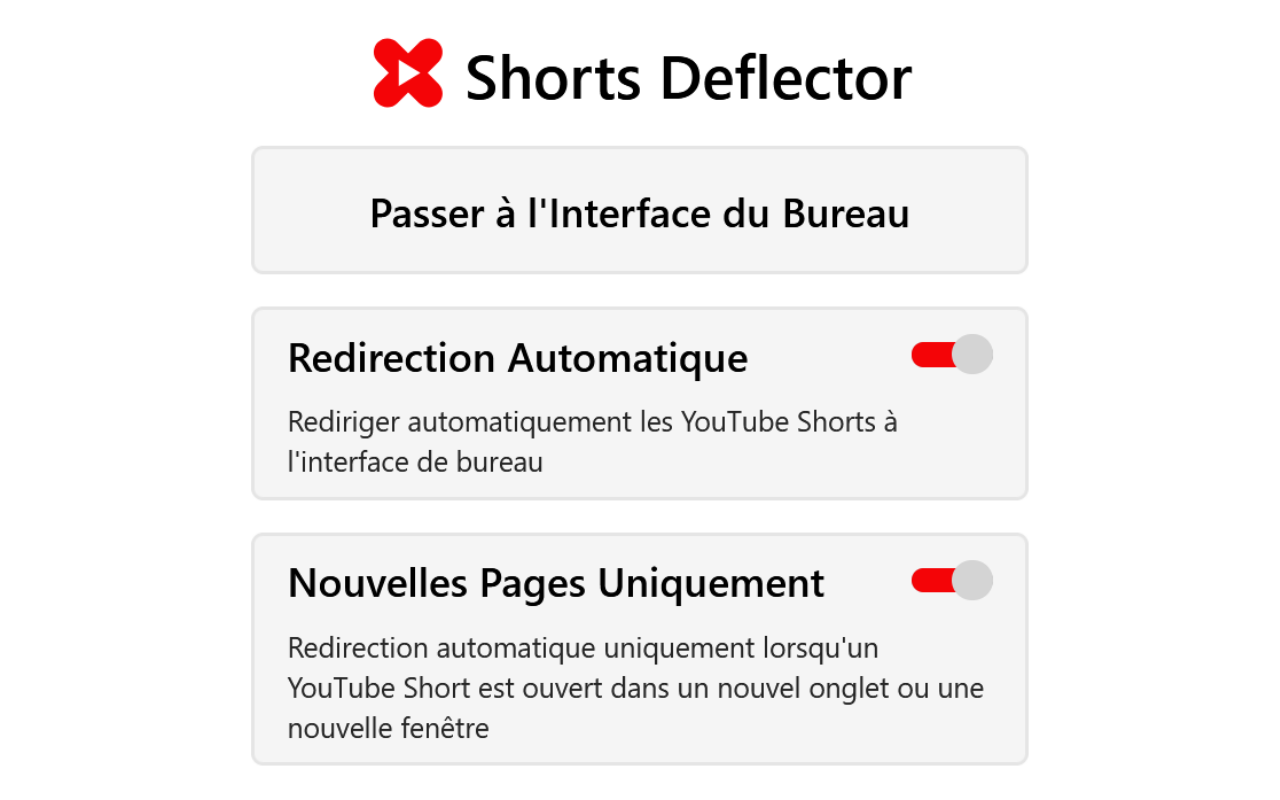 Shorts Deflector
Passer à l'Interface du Bureau
Redirection Automatique
Rediriger automatiquement les YouTube Shorts à
l'interface de bureau
Nouvelles Pages Uniquement
Redirection automatique uniquement lorsqu'un
YouTube Short est ouvert dans un nouvel onglet ou une
nouvelle fenêtre